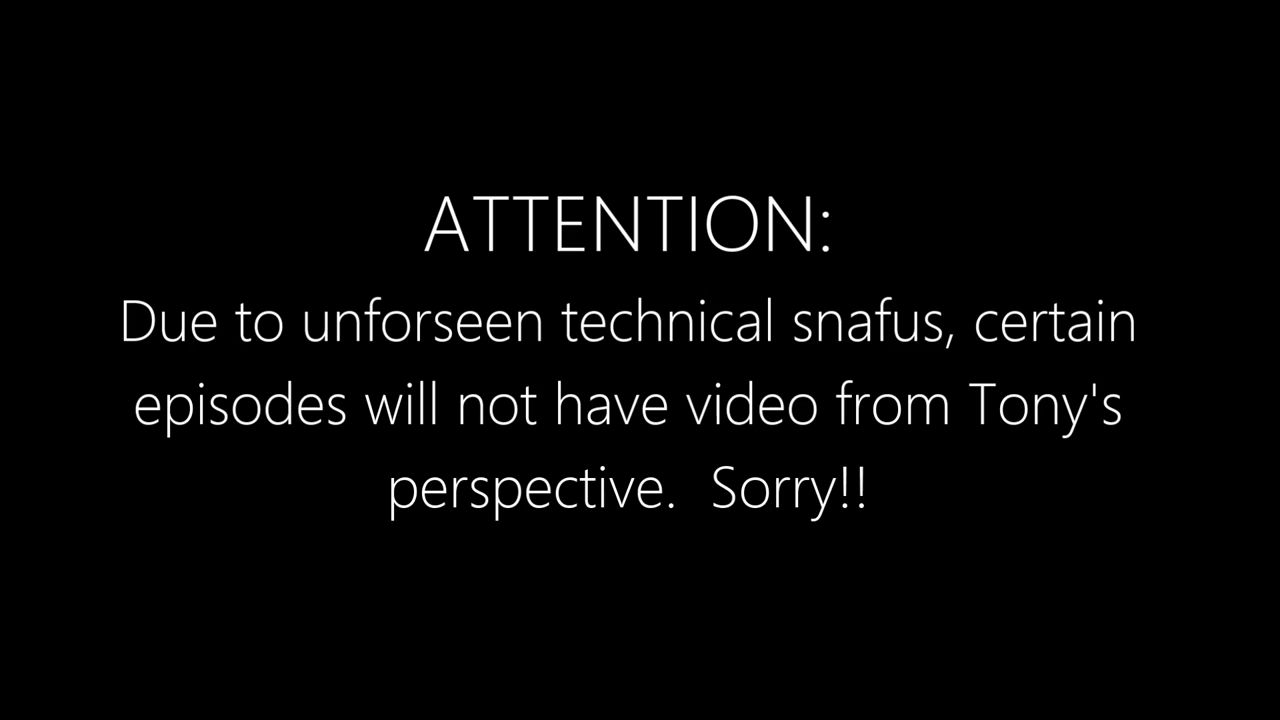 ATTENTION:
Due to unforseen technical snafus, certain
episodes will not have video from Tony's
perspective.  Sorry!!